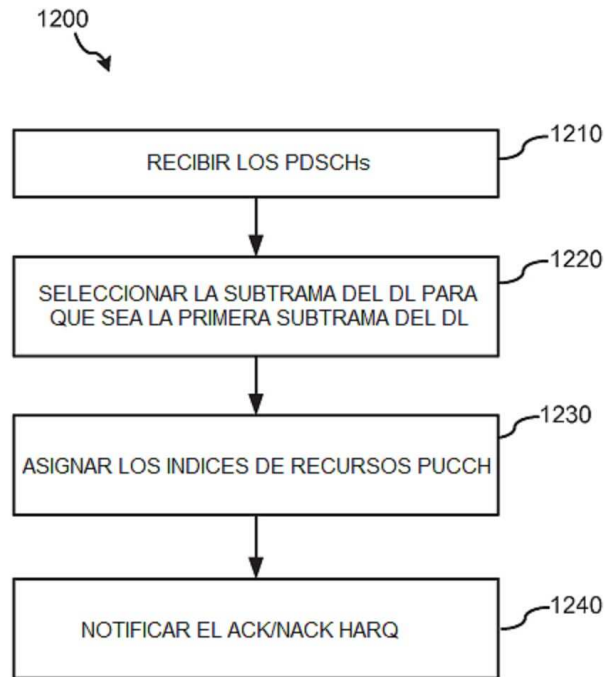 1200
1210
RECIBIR LOS PDSCHs
1220
SELECCIONAR LA SUBTRAMA DEL DL PARA
QUE SEA LA PRIMERA SUBTRAMA DEL DL
1230
ASIGNAR LOS INDICES DE RECURSOS PUCCH
1240
NOTIFICAR EL ACK/NACK HARQ